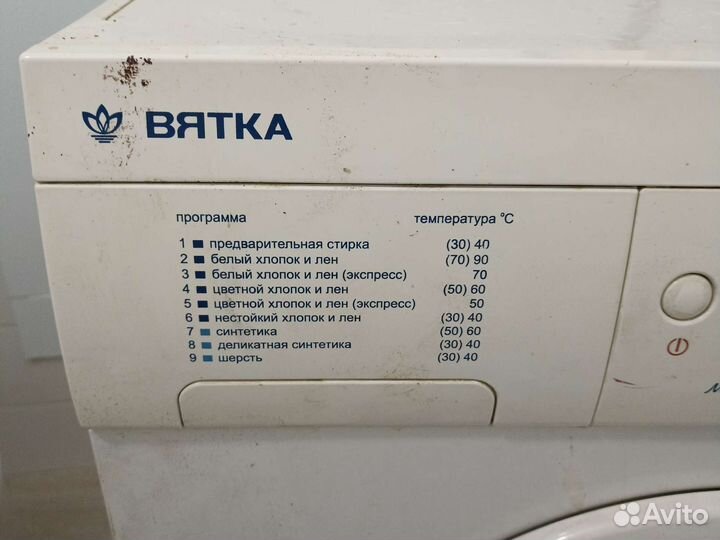 ВЯТКА
программа температура °C
1 предварительная стирка (30) 40
2 белый хлопок и лен (70) 90
3 белый хлопок и лен (экспресс) 70
4 цветной хлопок и лен (50) 60
5 цветной хлопок и лен (экспресс) 50
6 нестойкий хлопок и лен (30) 40
7 синтетика (50) 60
8 деликатная синтетика (30) 40
9 шерсть (30) 40
Avito